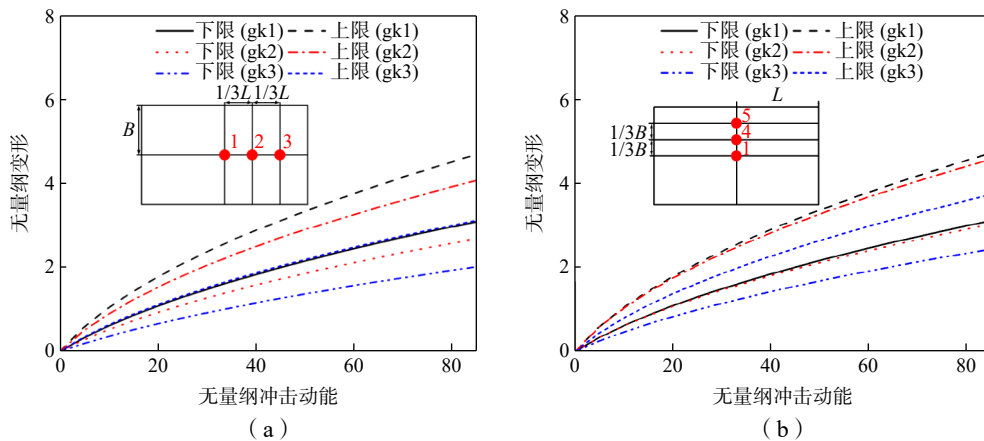 8
下限 (gk1) 上限 (gk1)
下限 (gk2) 上限 (gk2)
下限 (gk3) 上限 (gk3)
6
1/3L 1/3L
B
1 2 3
4
2
0
0 20 40 60 80
无量纲变形
无量纲冲击动能
(a)
8
下限 (gk1) 上限 (gk1)
下限 (gk2) 上限 (gk2)
下限 (gk3) 上限 (gk3)
6
L
5
1/3B
4
1/3B
1
4
2
0
0 20 40 60 80
无量纲变形
无量纲冲击动能
(b)